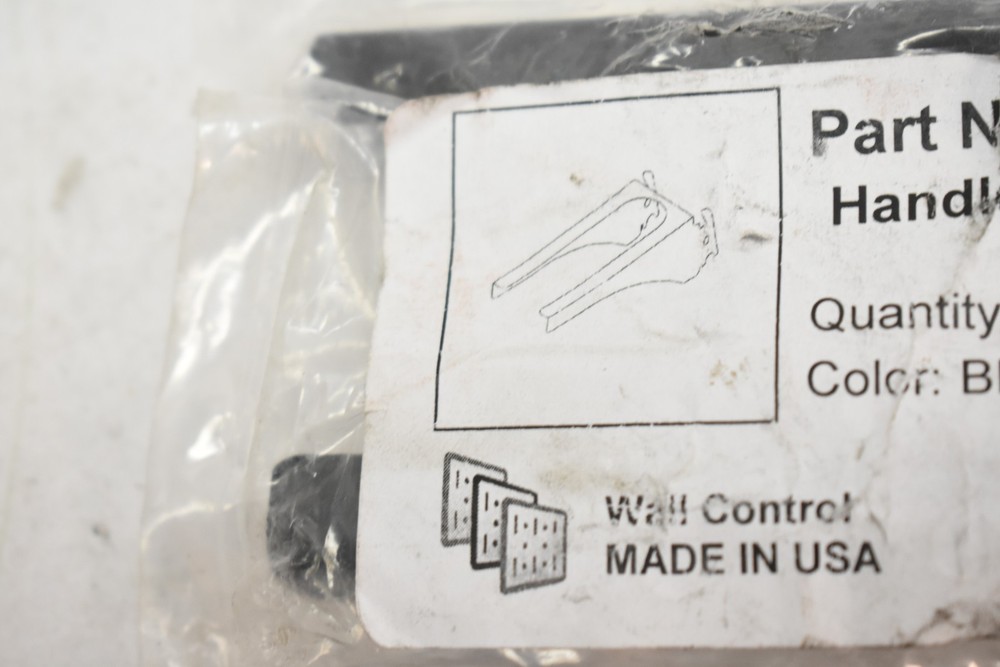 Part N
Handl
Quantity
Color: Bl
Wall Control
MADE IN USA